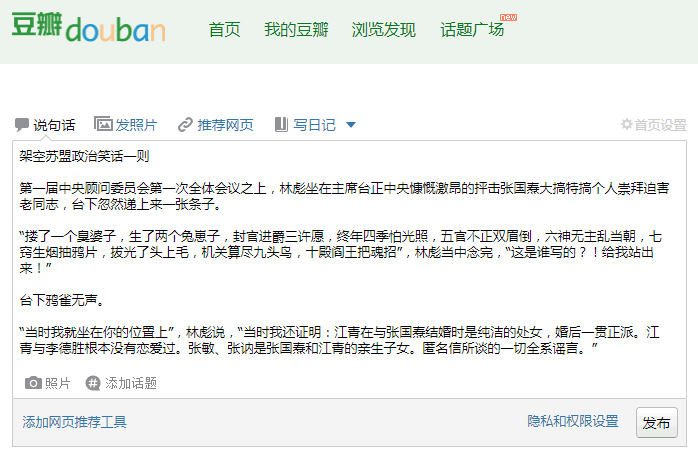 豆瓣douban 首页 我的豆瓣 浏览发现 话题广场 new
说句话 发照片 推荐网页 写日记 首页设置
架空苏盟政治笑话一则
第一届中央顾问委员会第一次全体会议之上，林彪坐在主席台正中央慷慨激昂的抨击张国焘大搞特搞个人崇拜迫害
老同志，台下忽然递上来一张条子。
“搂了一个臭婆子，生了两个兔崽子，封官进爵三许愿，终年四季怕光照，五官不正双眉倒，六神无主乱当朝，七
窍生烟抽鸦片，拔光了头上毛，机关算尽九头鸟，十殿阎王把魂招”，林彪当中念完，“这是谁写的？！给我站出
来！”
台下鸦雀无声。
“当时我就坐在你的位置上”，林彪说，“当时我还证明：江青在与张国焘结婚时是纯洁的处女，婚后一贯正派。江
青与李德胜根本没有恋爱过。张敏、张讷是张国焘和江青的亲生子女。匿名信所谈的一切全系谣言。”
照片 添加话题
添加网页推荐工具 隐私和权限设置 发布